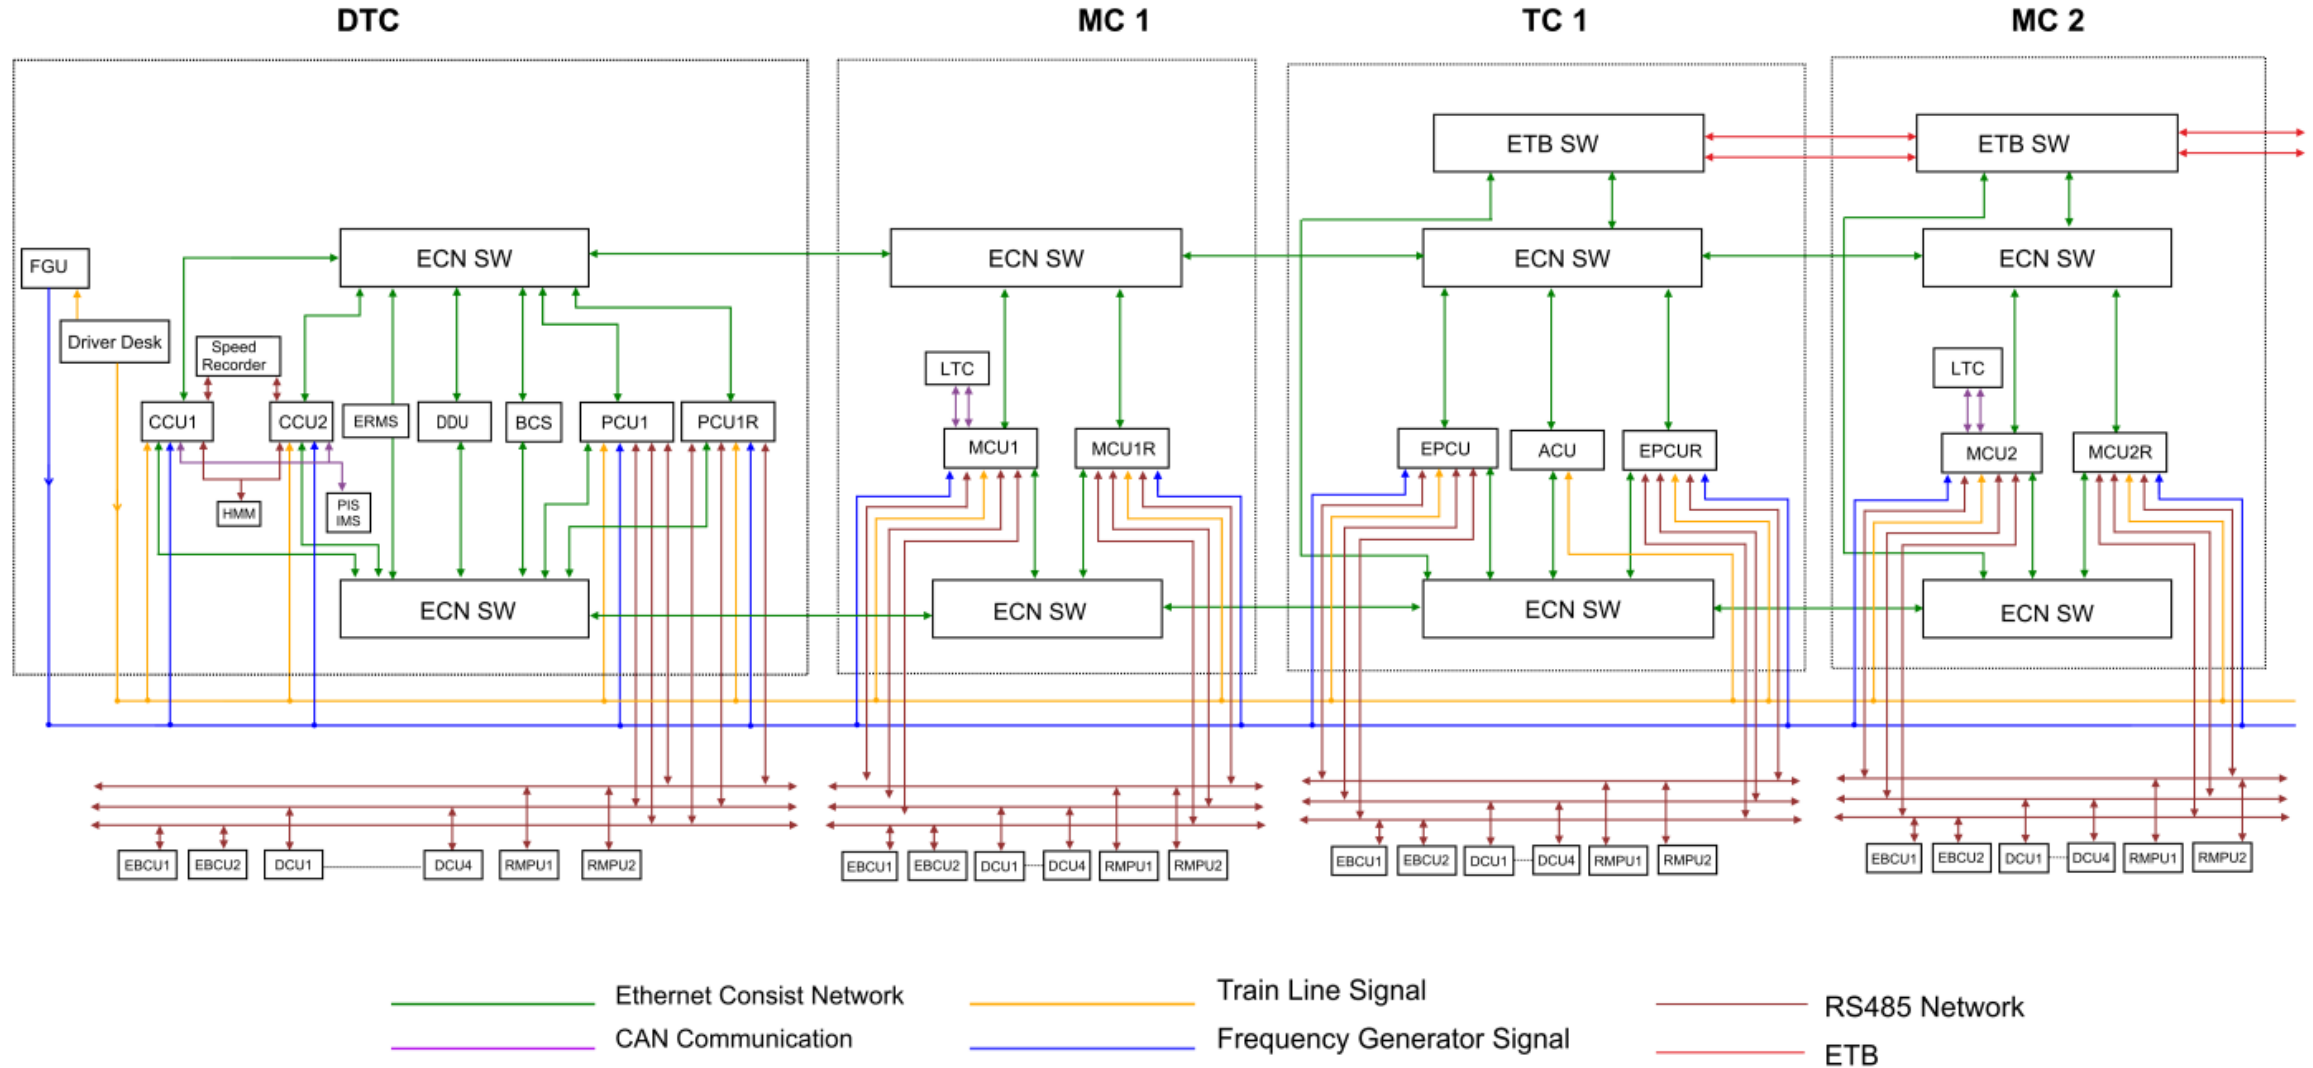 DTC
MC 1
TC 1
MC 2
ETB SW
ETB SW
FGU
ECN SW
ECN SW
ECN SW
ECN SW
Driver Desk
Speed
Recorder
LTC
LTC
CCU1
CCU2
ERMS
DDU
BCS
PCU1
PCU1R
MCU1
MCU1R
EPCU
ACU
EPCUR
MCU2
MCU2R
HMM
PIS
IMS
ECN SW
ECN SW
ECN SW
ECN SW
EBCU1
EBCU2
DCU1
DCU4
RMPU1
RMPU2
EBCU1
EBCU2
DCU1
DCU4
RMPU1
RMPU2
EBCU1
EBCU2
DCU1
DCU4
RMPU1
RMPU2
EBCU1
EBCU2
DCU1
DCU4
RMPU1
RMPU2
Ethernet Consist Network
Train Line Signal
RS485 Network
CAN Communication
Frequency Generator Signal
ETB